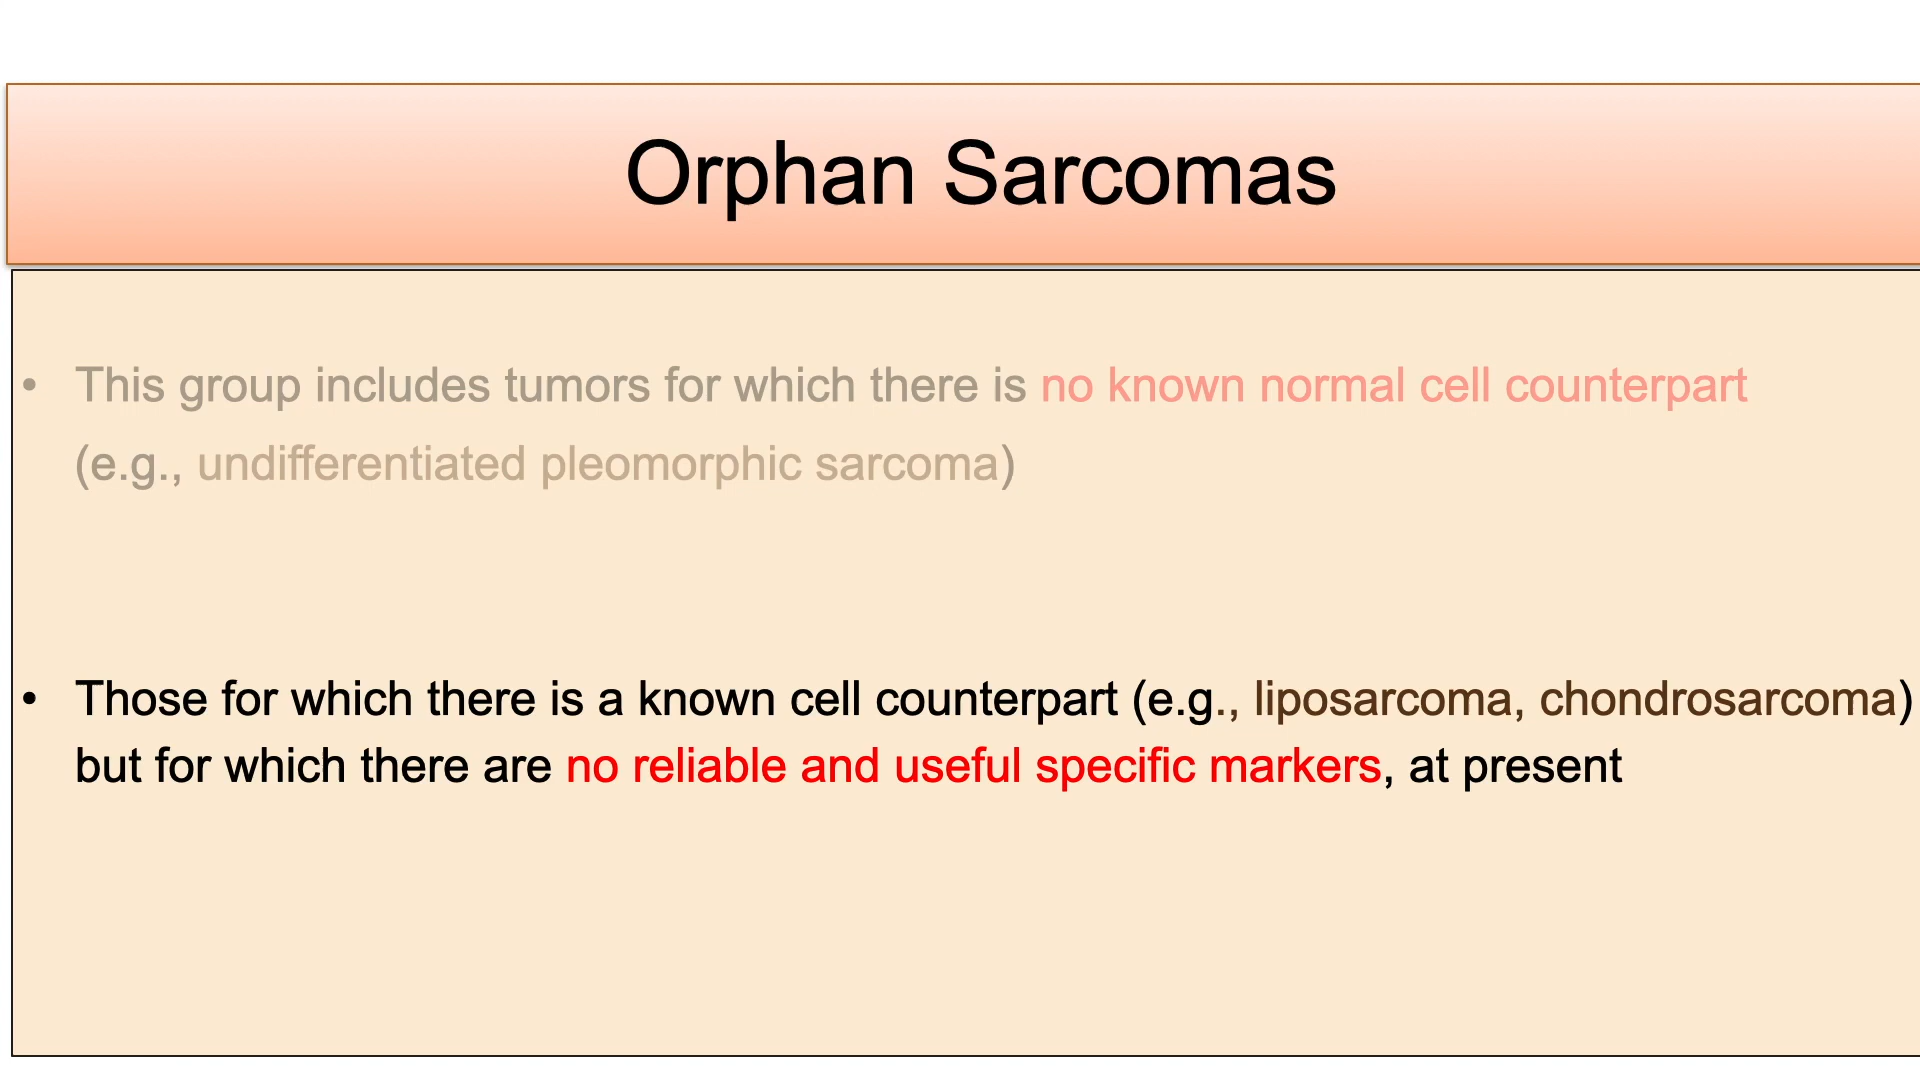 Orphan Sarcomas
• This group includes tumors for which there is no known normal cell counterpart
(e.g., undifferentiated pleomorphic sarcoma)
• Those for which there is a known cell counterpart (e.g., liposarcoma, chondrosarcoma)
but for which there are no reliable and useful specific markers, at present